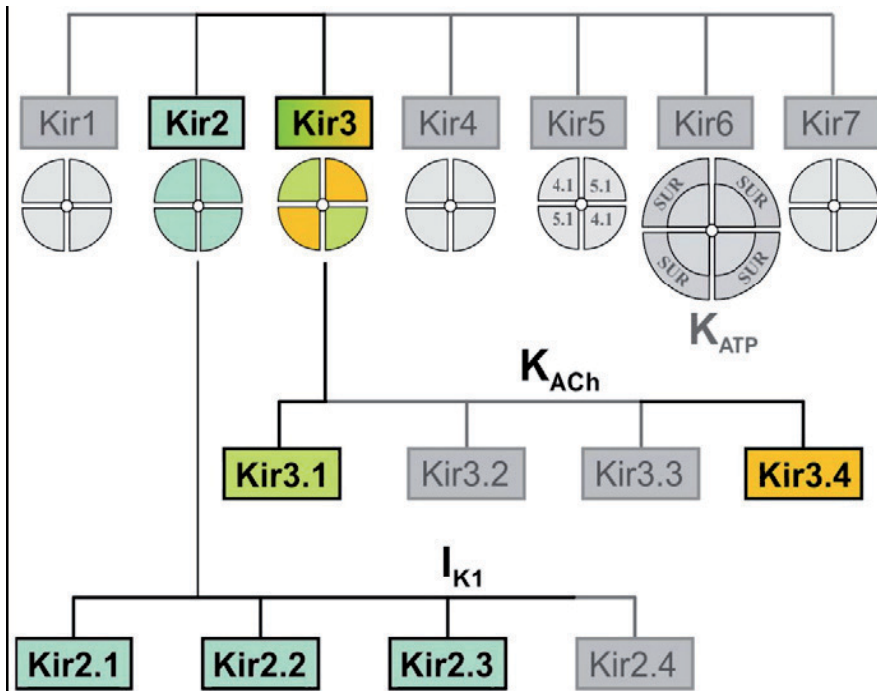 Kir1 Kir2 Kir3 Kir4 Kir5 Kir6 Kir7
4.1 5.1 SUR SUR
5.1 4.1 SUR SUR
KATP
KACh
Kir3.1 Kir3.2 Kir3.3 Kir3.4
IK1
Kir2.1 Kir2.2 Kir2.3 Kir2.4